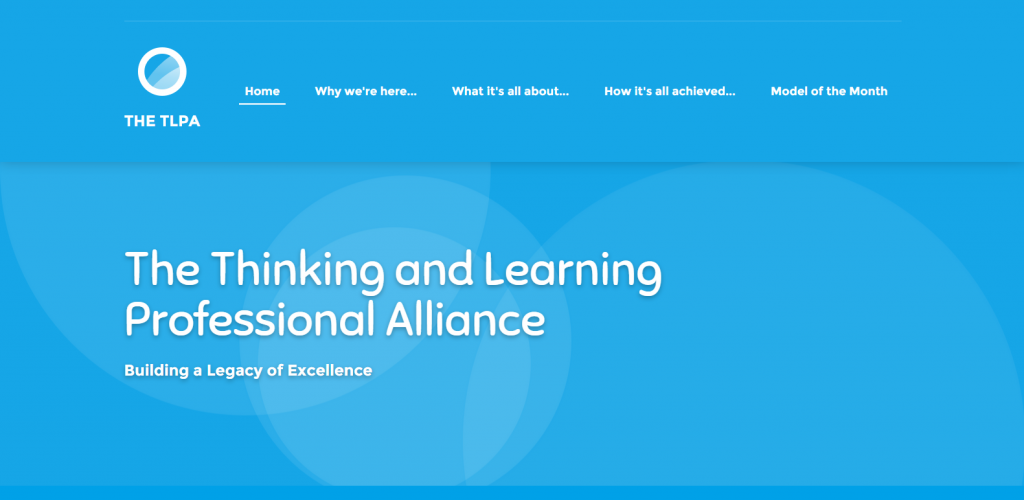 THE TLPA
Home
Why we're here...
What it's all about...
How it's all achieved...
Model of the Month
The Thinking and Learning
Professional Alliance
Building a Legacy of Excellence